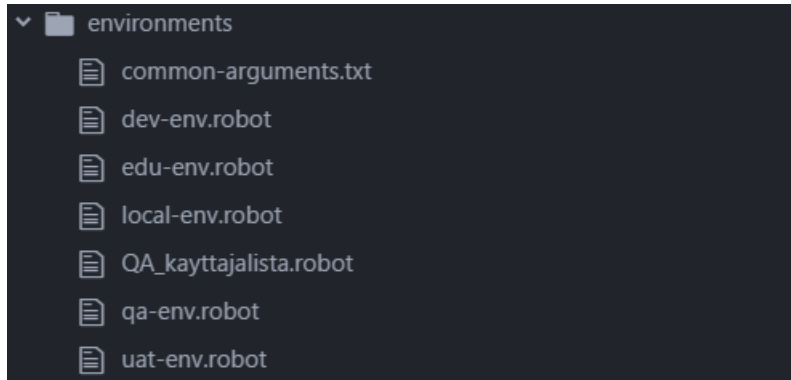 environments
common-arguments.txt
dev-env.robot
edu-env.robot
local-env.robot
QA_kayttajalista.robot
qa-env.robot
uat-env.robot